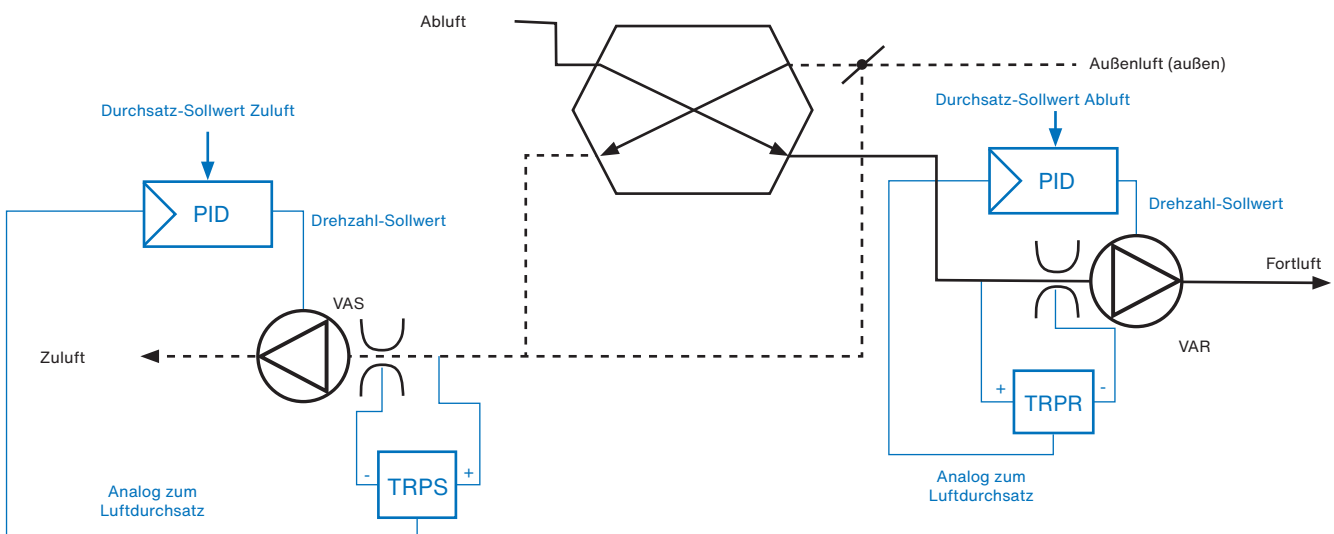 Abluft
Außenluft (außen)
Durchsatz-Sollwert Zuluft
Durchsatz-Sollwert Abluft
PID
PID
Drehzahl-Sollwert
Drehzahl-Sollwert
Fortluft
VAS
VAR
Zuluft
+
-
TRPR
-
+
TRPS
Analog zum
Luftdurchsatz
Analog zum
Luftdurchsatz